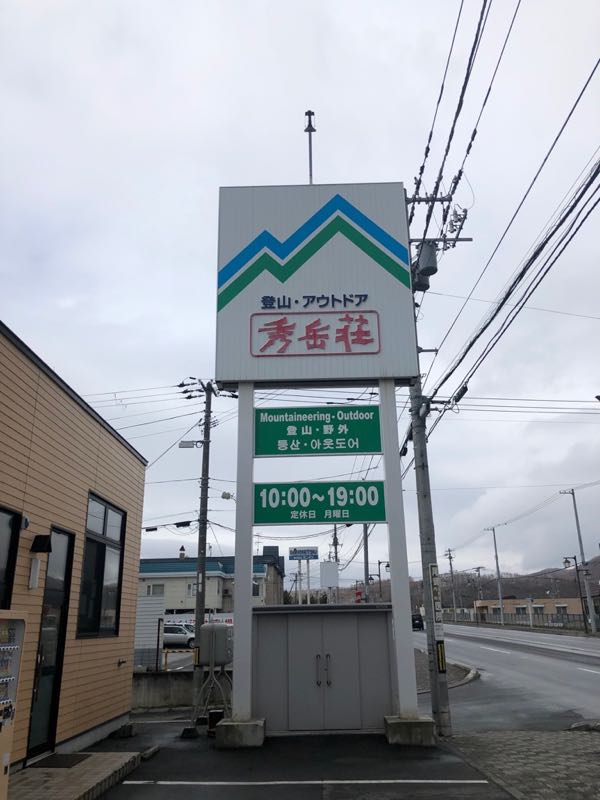 登山・アウトドア
秀岳荘
Mountaineering・Outdoor
登山・野外
등산・아웃도어
10:00～19:00
定休日 月曜日